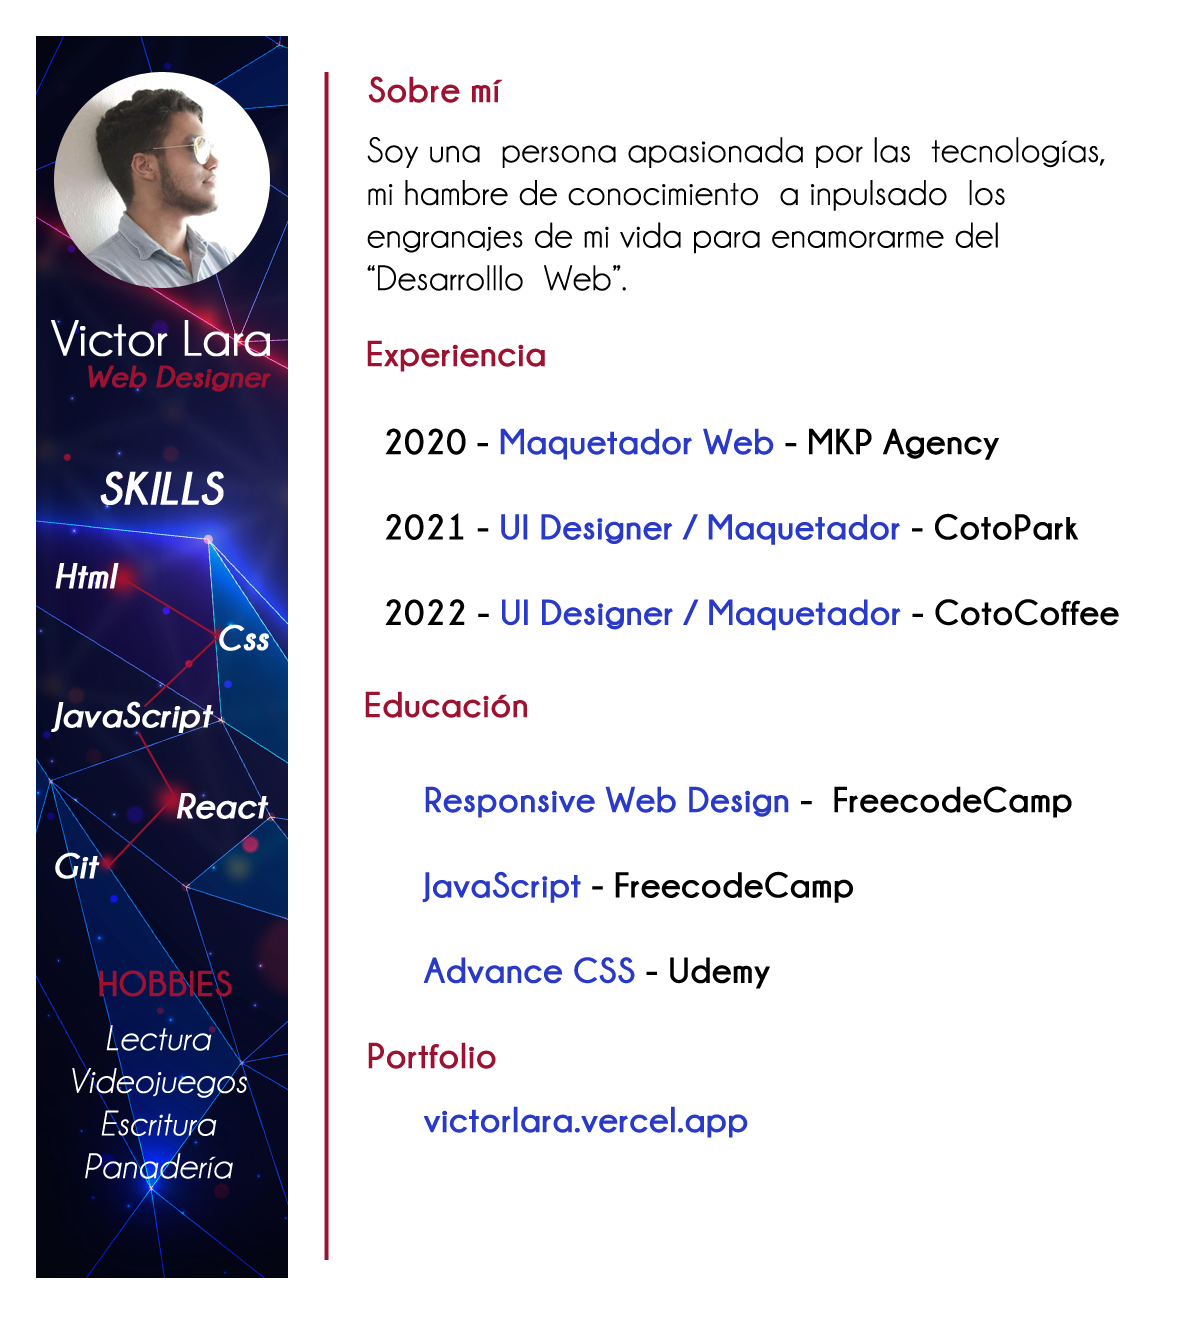 Victor Lara
Web Designer
SKILLS
Html
Css
JavaScript
React
Git
HOBBIES
Lectura
Videojuegos
Escritura
Panadería
Sobre mí
Soy una persona apasionada por las tecnologías,
mi hambre de conocimiento a inpulsado los
engranajes de mi vida para enamorarme del
“Desarrolllo Web”.
Experiencia
2020 - Maquetador Web - MKP Agency
2021 - UI Designer / Maquetador - CotoPark
2022 - UI Designer / Maquetador - CotoCoffee
Educación
Responsive Web Design - FreecodeCamp
JavaScript - FreecodeCamp
Advance CSS - Udemy
Portfolio
victorlara.vercel.app